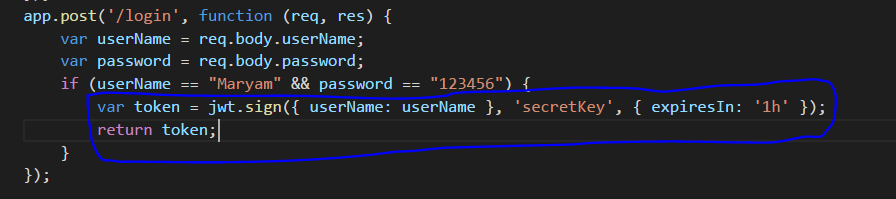 app.post('/login', function (req, res) {
    var userName = req.body.userName;
    var password = req.body.password;
    if (userName == "Maryam" && password == "123456") {
        var token = jwt.sign({ userName: userName }, 'secretKey', { expiresIn: '1h' });
        return token;
    }
});